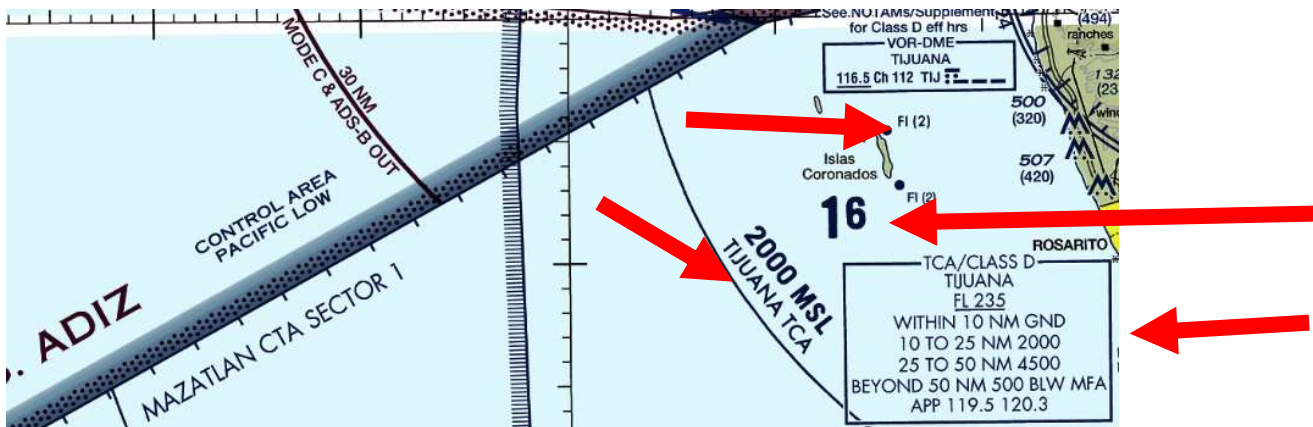 See NOTAMs/Supplement
for Class D eff hrs
VOR-DME
TIJUANA
116.5 Ch 112 TIJ
(494)
ranches
30 NM
MODE C & ADS-B OUT
500
(320)
507
(420)
Fl (2)
Islas
Coronados
Fl (2)
16
CONTROL AREA
PACIFIC LOW
ROSARITO
2000 MSL
TIJUANA TCA
ADIZ
MAZATLAN CTA SECTOR 1
TCA/CLASS D
TIJUANA
FL 235
WITHIN 10 NM GND
10 TO 25 NM 2000
25 TO 50 NM 4500
BEYOND 50 NM 500 BLW MFA
APP 119.5 120.3